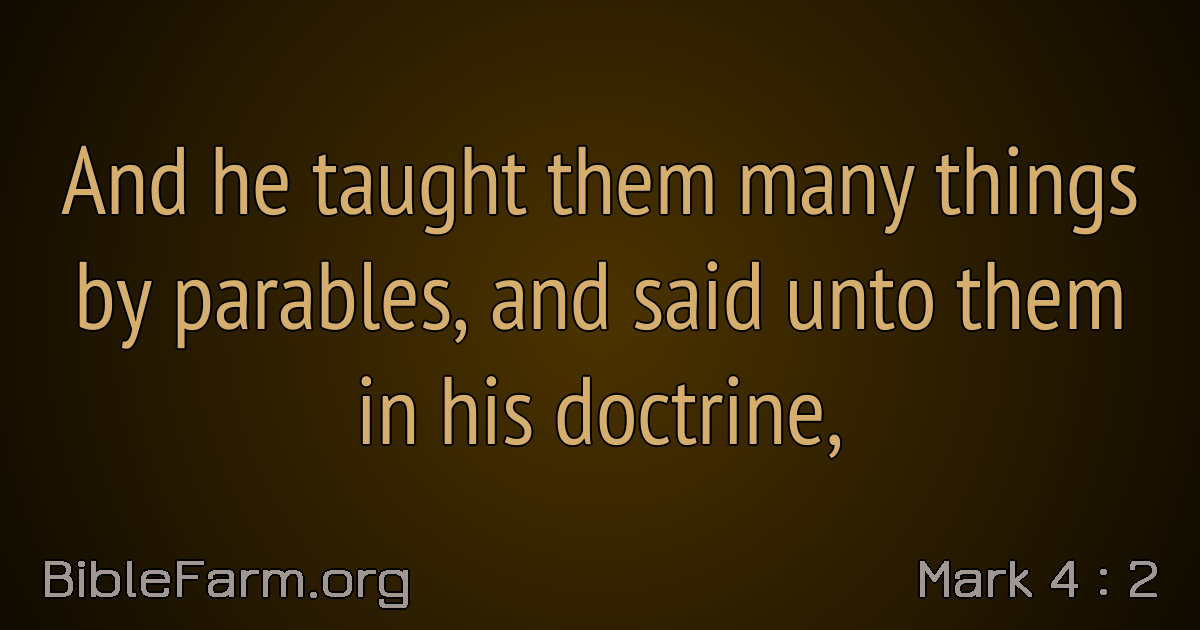 And he taught them many things
by parables, and said unto them
in his doctrine,
BibleFarm.org
Mark 4 : 2